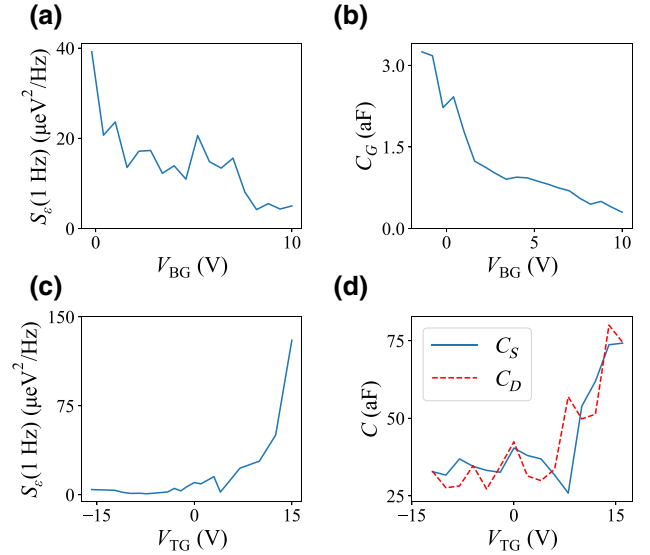 (a)
S_ε(1 Hz) (μeV²/Hz)
40
20
0
0
10
V_BG (V)
(b)
C_G (aF)
3.0
1.5
0.0
0
5
10
V_BG (V)
(c)
S_ε(1 Hz) (μeV²/Hz)
150
75
0
−15
0
15
V_TG (V)
(d)
C (aF)
75
50
25
C_S
C_D
−15
0
15
V_TG (V)